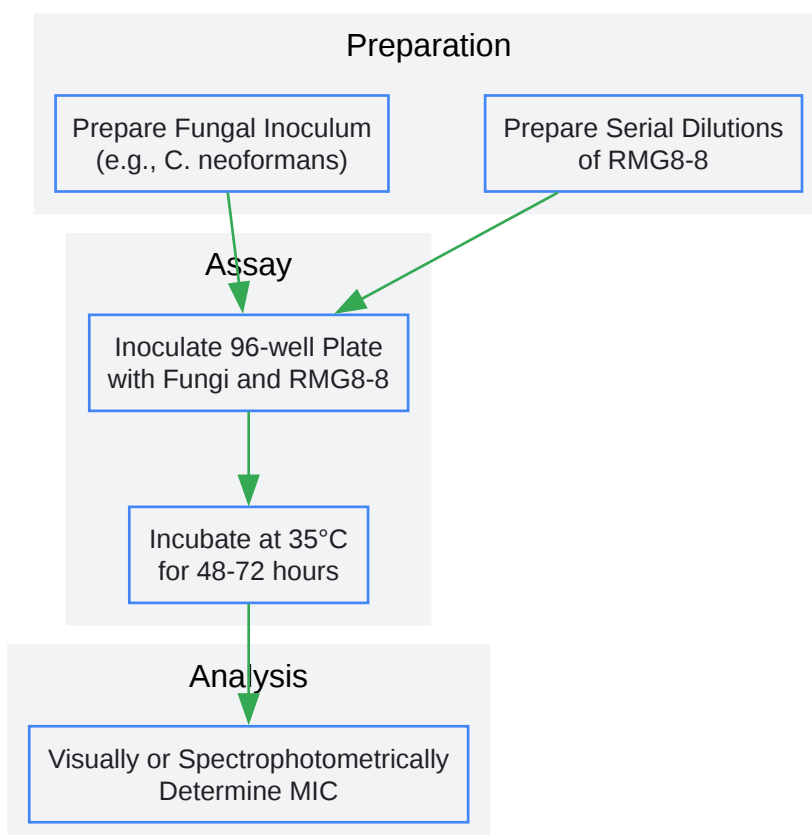 Preparation
Prepare Fungal Inoculum
(e.g., C. neoformans)
Prepare Serial Dilutions
of RMG8-8
Assay
Inoculate 96-well Plate
with Fungi and RMG8-8
Incubate at 35°C
for 48-72 hours
Analysis
Visually or Spectrophotometrically
Determine MIC